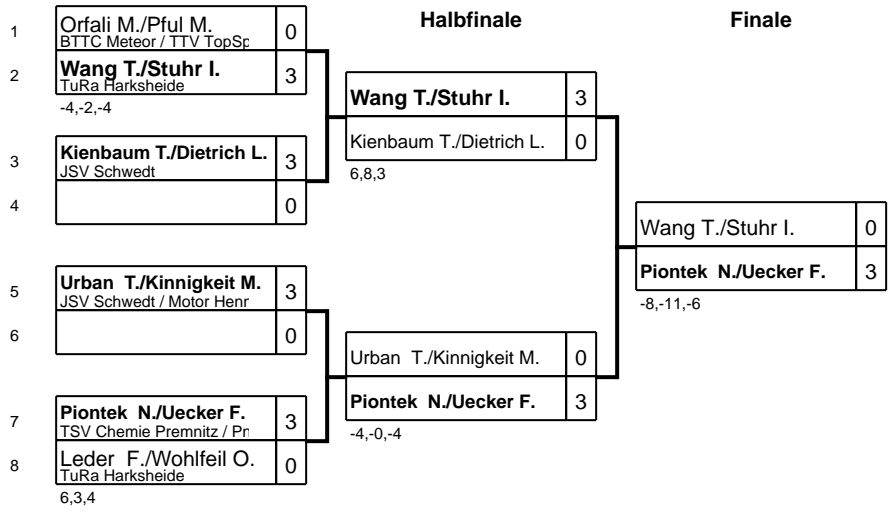 Halbfinale
Finale
1 Orfali M./Pful M. 0
BTTC Meteor / TTV TopSp
2 Wang T./Stuhr I. 3
TuRa Harksheide
-4,-2,-4
3 Kienbaum T./Dietrich L. 3
JSV Schwedt
4 0
5 Urban T./Kinnigkeit M. 3
JSV Schwedt / Motor Henr
6 0
7 Piontek N./Uecker F. 3
TSV Chemie Premnitz / Pr
8 Leder F./Wohlfeil O. 0
TuRa Harksheide
6,3,4
Wang T./Stuhr I. 3
Kienbaum T./Dietrich L. 0
6,8,3
Urban T./Kinnigkeit M. 0
Piontek N./Uecker F. 3
-4,-0,-4
Wang T./Stuhr I. 0
Piontek N./Uecker F. 3
-8,-11,-6